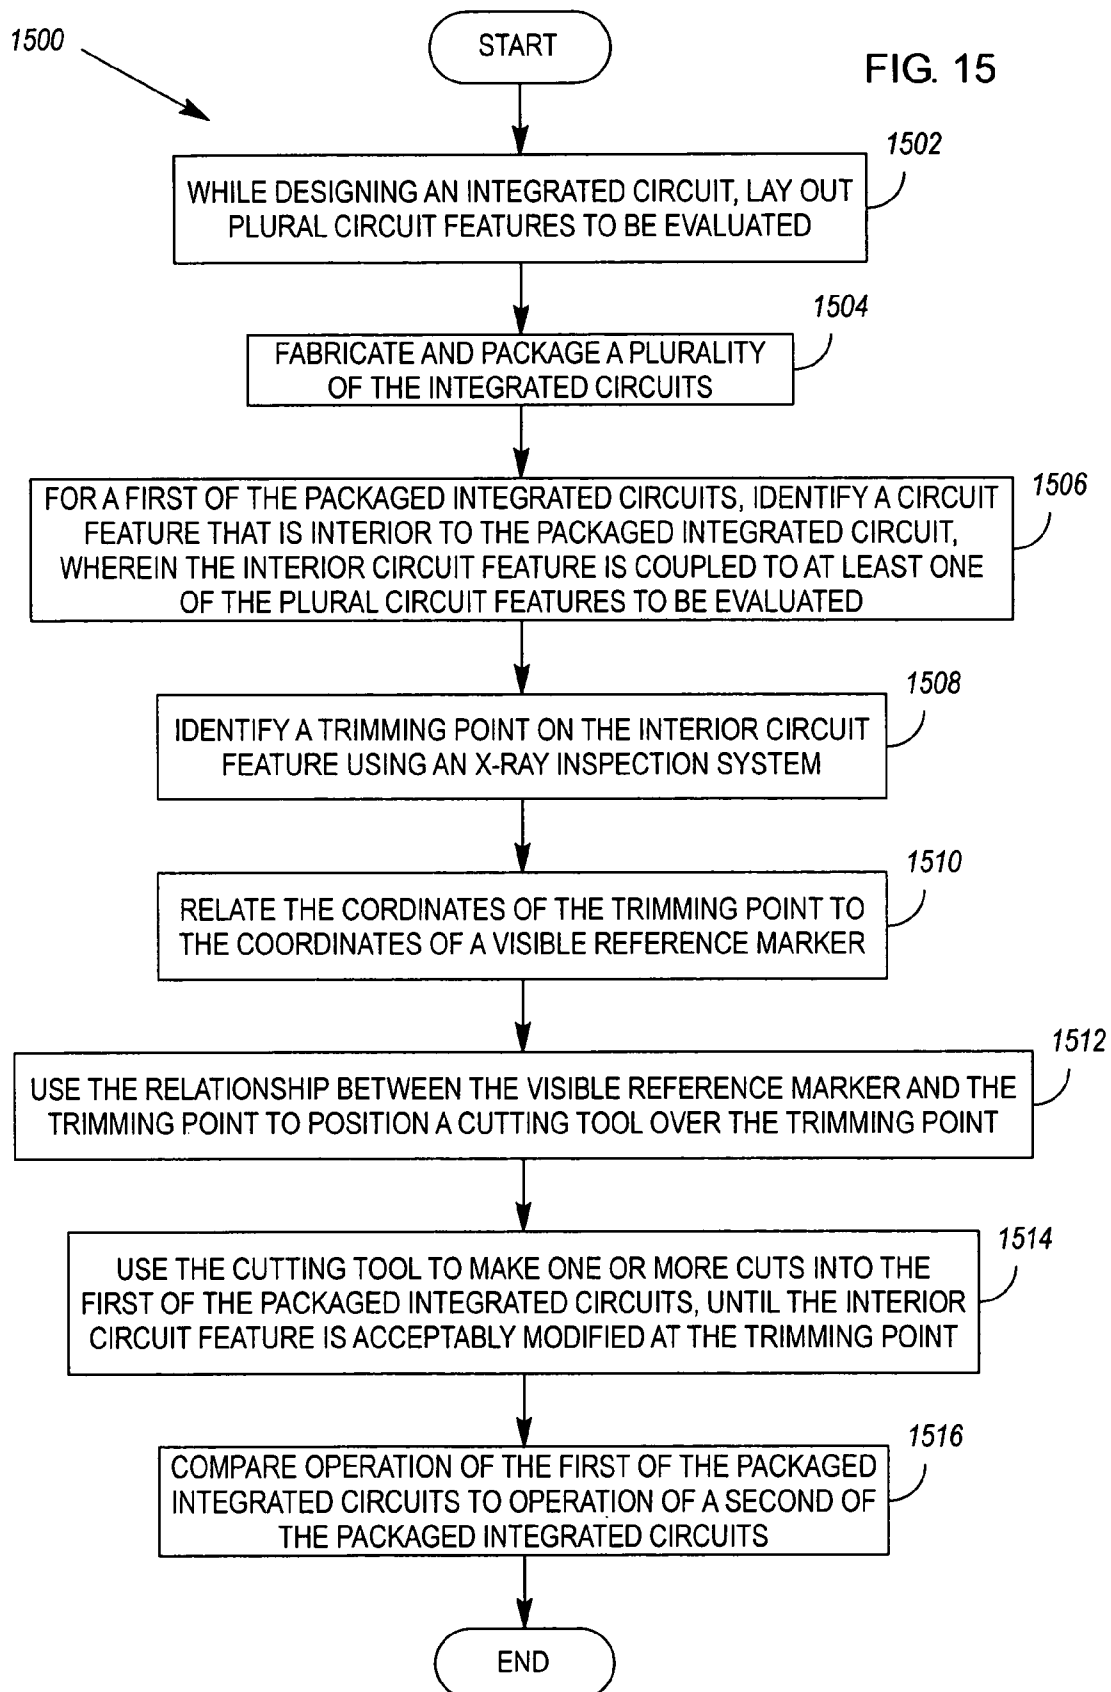 1500
START
FIG. 15
1502
WHILE DESIGNING AN INTEGRATED CIRCUIT, LAY OUT
PLURAL CIRCUIT FEATURES TO BE EVALUATED
1504
FABRICATE AND PACKAGE A PLURALITY
OF THE INTEGRATED CIRCUITS
1506
FOR A FIRST OF THE PACKAGED INTEGRATED CIRCUITS, IDENTIFY A CIRCUIT
FEATURE THAT IS INTERIOR TO THE PACKAGED INTEGRATED CIRCUIT,
WHEREIN THE INTERIOR CIRCUIT FEATURE IS COUPLED TO AT LEAST ONE
OF THE PLURAL CIRCUIT FEATURES TO BE EVALUATED
1508
IDENTIFY A TRIMMING POINT ON THE INTERIOR CIRCUIT
FEATURE USING AN X-RAY INSPECTION SYSTEM
1510
RELATE THE CORDINATES OF THE TRIMMING POINT TO
THE COORDINATES OF A VISIBLE REFERENCE MARKER
1512
USE THE RELATIONSHIP BETWEEN THE VISIBLE REFERENCE MARKER AND THE
TRIMMING POINT TO POSITION A CUTTING TOOL OVER THE TRIMMING POINT
1514
USE THE CUTTING TOOL TO MAKE ONE OR MORE CUTS INTO THE
FIRST OF THE PACKAGED INTEGRATED CIRCUITS, UNTIL THE INTERIOR
CIRCUIT FEATURE IS ACCEPTABLY MODIFIED AT THE TRIMMING POINT
1516
COMPARE OPERATION OF THE FIRST OF THE PACKAGED
INTEGRATED CIRCUITS TO OPERATION OF A SECOND OF
THE PACKAGED INTEGRATED CIRCUITS
END